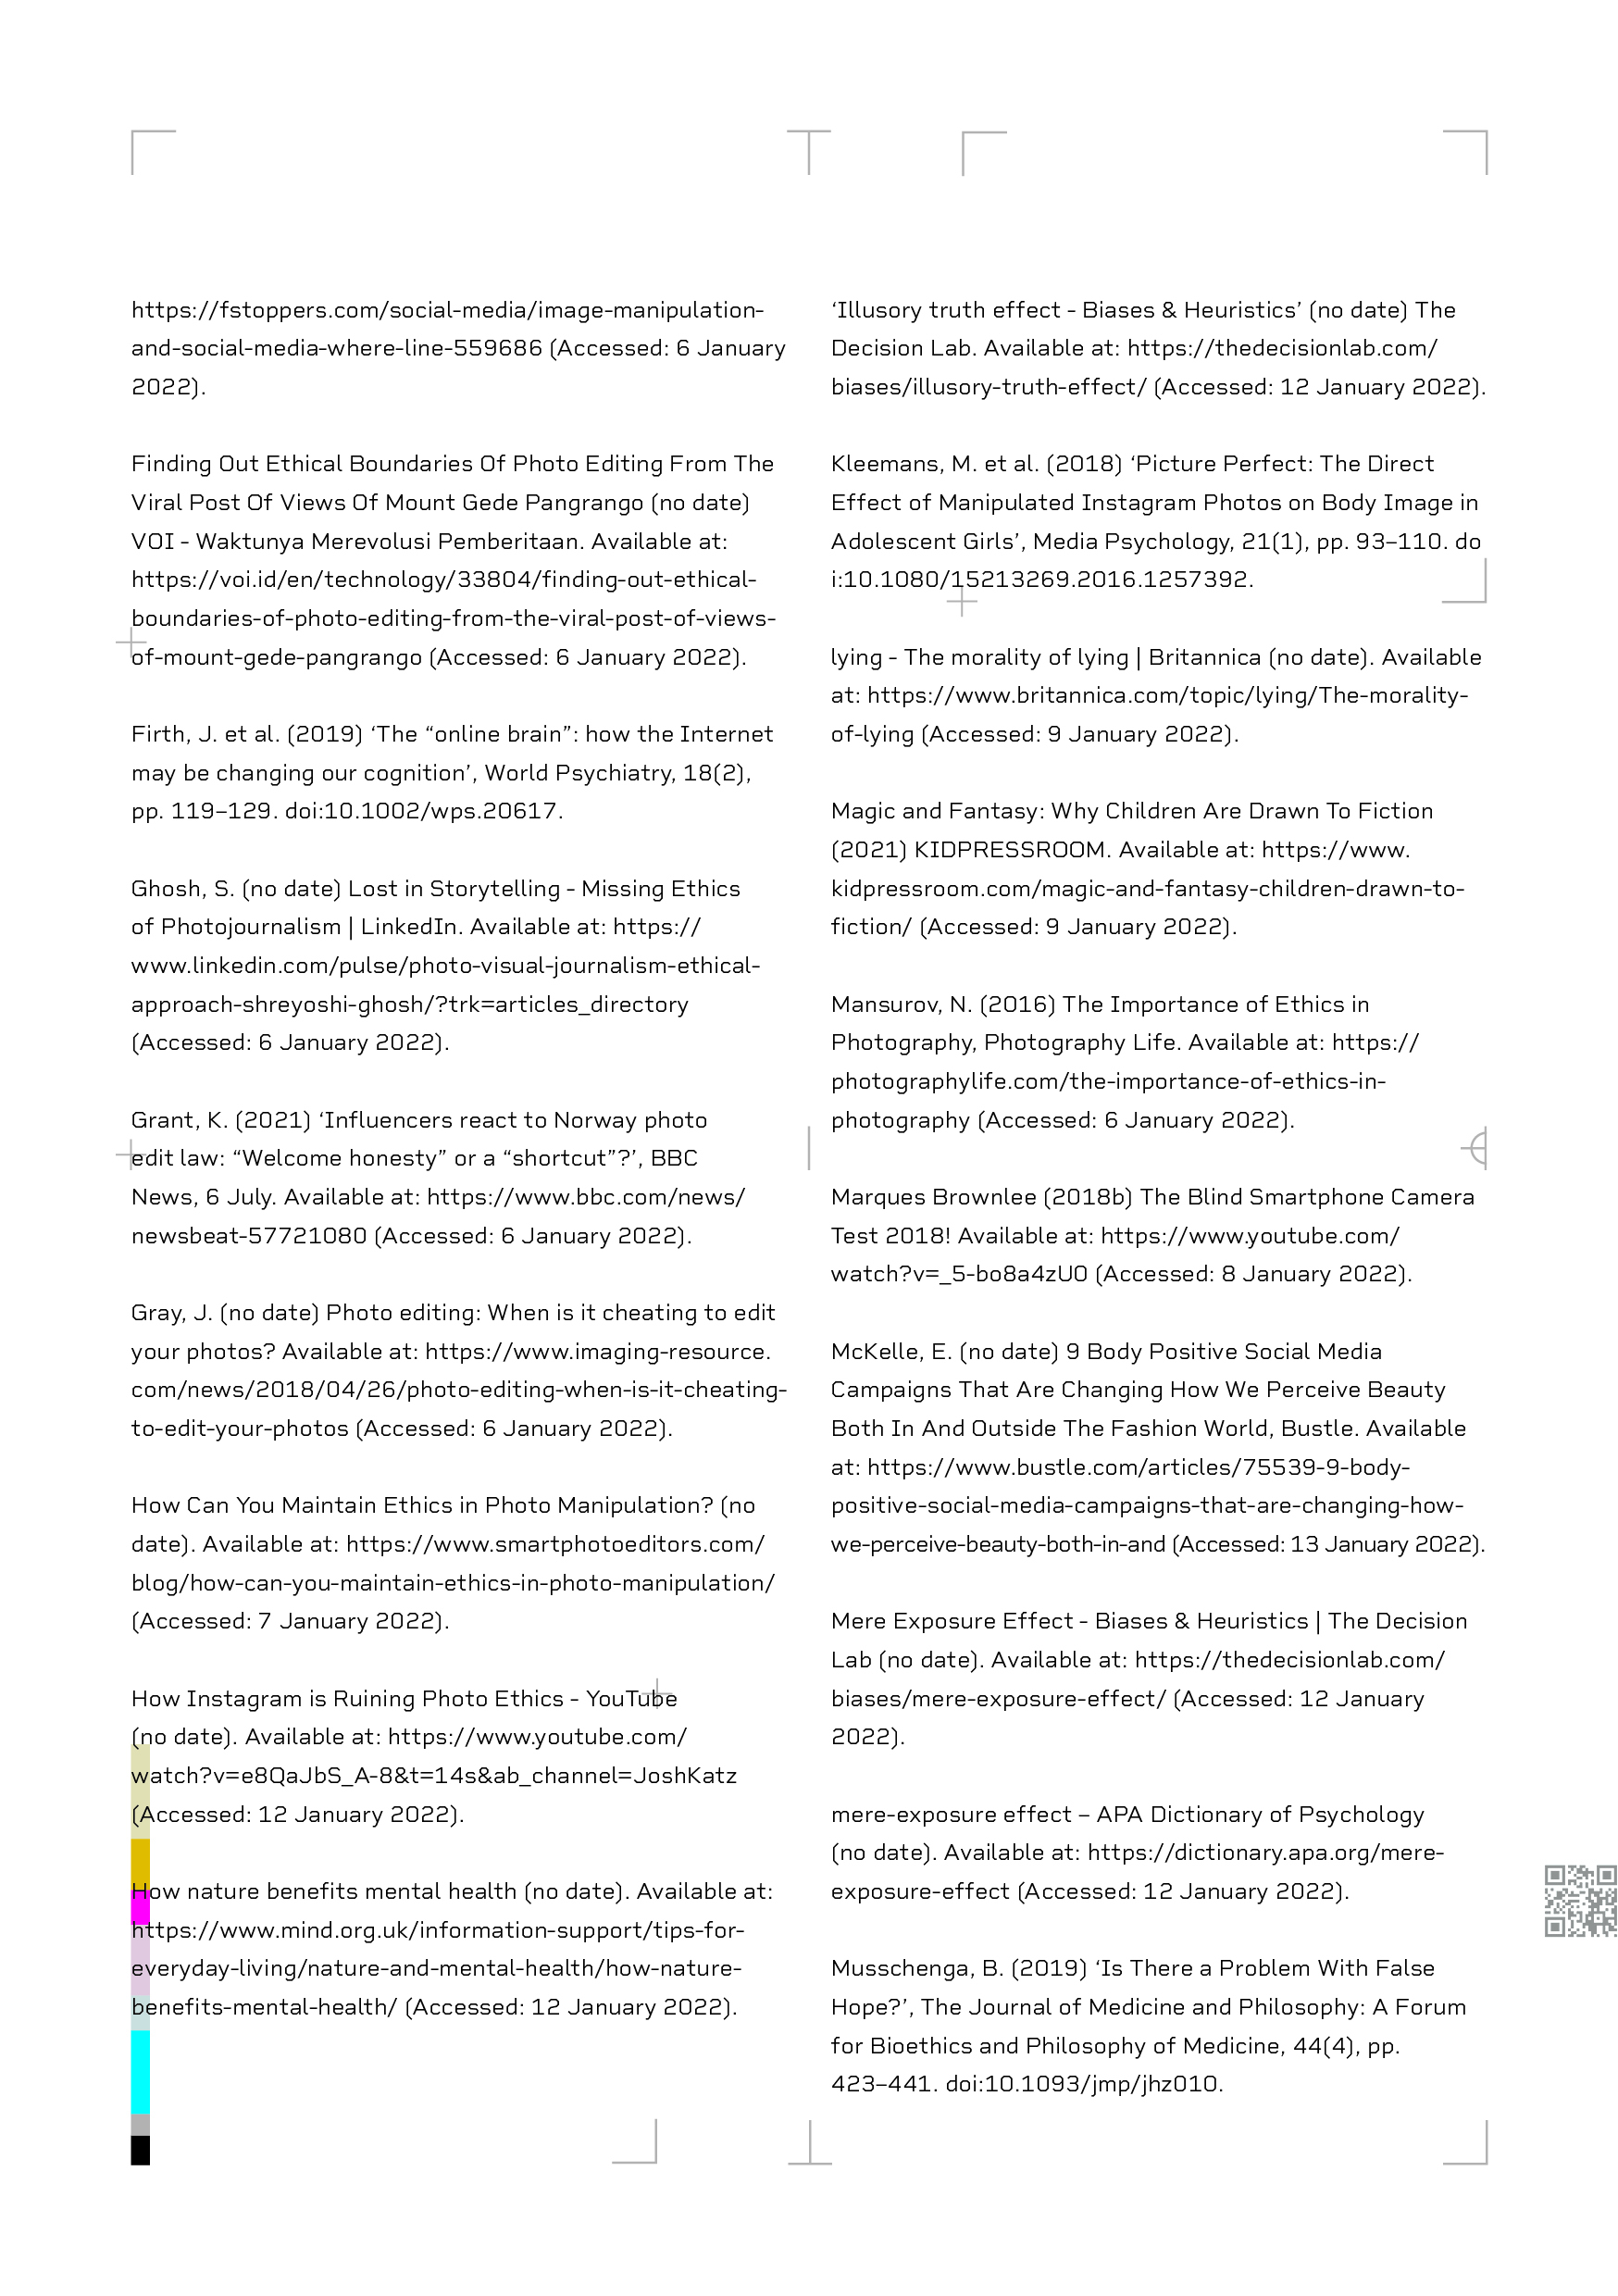 https://fstoppers.com/social-media/image-manipulation-
and-social-media-where-line-559686 (Accessed: 6 January
2022).
Finding Out Ethical Boundaries Of Photo Editing From The
Viral Post Of Views Of Mount Gede Pangrango (no date)
VOI - Waktunya Merevolusi Pemberitaan. Available at:
https://voi.id/en/technology/33804/finding-out-ethical-
boundaries-of-photo-editing-from-the-viral-post-of-views-
of-mount-gede-pangrango (Accessed: 6 January 2022).
Firth, J. et al. (2019) ‘The “online brain”: how the Internet
may be changing our cognition’, World Psychiatry, 18(2),
pp. 119–129. doi:10.1002/wps.20617.
Ghosh, S. (no date) Lost in Storytelling - Missing Ethics
of Photojournalism | LinkedIn. Available at: https://
www.linkedin.com/pulse/photo-visual-journalism-ethical-
approach-shreyoshi-ghosh/?trk=articles_directory
(Accessed: 6 January 2022).
Grant, K. (2021) ‘Influencers react to Norway photo
edit law: “Welcome honesty” or a “shortcut”?’, BBC
News, 6 July. Available at: https://www.bbc.com/news/
newsbeat-57721080 (Accessed: 6 January 2022).
Gray, J. (no date) Photo editing: When is it cheating to edit
your photos? Available at: https://www.imaging-resource.
com/news/2018/04/26/photo-editing-when-is-it-cheating-
to-edit-your-photos (Accessed: 6 January 2022).
How Can You Maintain Ethics in Photo Manipulation? (no
date). Available at: https://www.smartphotoeditors.com/
blog/how-can-you-maintain-ethics-in-photo-manipulation/
(Accessed: 7 January 2022).
How Instagram is Ruining Photo Ethics - YouTube
(no date). Available at: https://www.youtube.com/
watch?v=e8QaJbS_A-8&t=14s&ab_channel=JoshKatz
(Accessed: 12 January 2022).
How nature benefits mental health (no date). Available at:
https://www.mind.org.uk/information-support/tips-for-
everyday-living/nature-and-mental-health/how-nature-
benefits-mental-health/ (Accessed: 12 January 2022).
‘Illusory truth effect - Biases & Heuristics’ (no date) The
Decision Lab. Available at: https://thedecisionlab.com/
biases/illusory-truth-effect/ (Accessed: 12 January 2022).
Kleemans, M. et al. (2018) ‘Picture Perfect: The Direct
Effect of Manipulated Instagram Photos on Body Image in
Adolescent Girls’, Media Psychology, 21(1), pp. 93–110. do
i:10.1080/15213269.2016.1257392.
lying - The morality of lying | Britannica (no date). Available
at: https://www.britannica.com/topic/lying/The-morality-
of-lying (Accessed: 9 January 2022).
Magic and Fantasy: Why Children Are Drawn To Fiction
(2021) KIDPRESSROOM. Available at: https://www.
kidpressroom.com/magic-and-fantasy-children-drawn-to-
fiction/ (Accessed: 9 January 2022).
Mansurov, N. (2016) The Importance of Ethics in
Photography, Photography Life. Available at: https://
photographylife.com/the-importance-of-ethics-in-
photography (Accessed: 6 January 2022).
Marques Brownlee (2018b) The Blind Smartphone Camera
Test 2018! Available at: https://www.youtube.com/
watch?v=_5-bo8a4zU0 (Accessed: 8 January 2022).
McKelle, E. (no date) 9 Body Positive Social Media
Campaigns That Are Changing How We Perceive Beauty
Both In And Outside The Fashion World, Bustle. Available
at: https://www.bustle.com/articles/75539-9-body-
positive-social-media-campaigns-that-are-changing-how-
we-perceive-beauty-both-in-and (Accessed: 13 January 2022).
Mere Exposure Effect - Biases & Heuristics | The Decision
Lab (no date). Available at: https://thedecisionlab.com/
biases/mere-exposure-effect/ (Accessed: 12 January
2022).
mere-exposure effect – APA Dictionary of Psychology
(no date). Available at: https://dictionary.apa.org/mere-
exposure-effect (Accessed: 12 January 2022).
Musschenga, B. (2019) ‘Is There a Problem With False
Hope?’, The Journal of Medicine and Philosophy: A Forum
for Bioethics and Philosophy of Medicine, 44(4), pp.
423–441. doi:10.1093/jmp/jhz010.